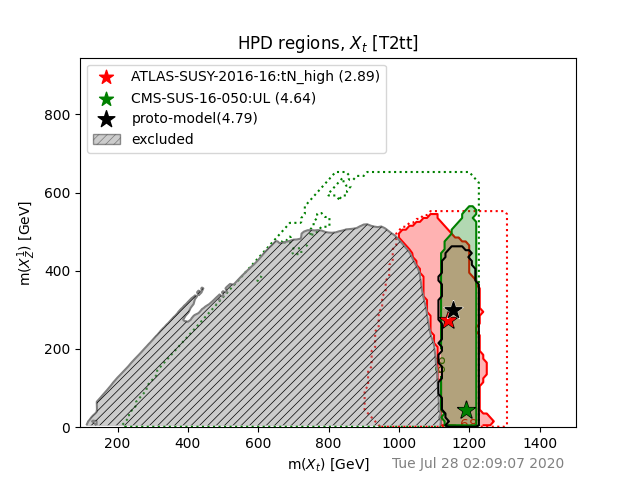 HPD regions, X_t [T2tt]
ATLAS-SUSY-2016-16:tN_high (2.89)
CMS-SUS-16-050:UL (4.64)
proto-model(4.79)
excluded
m(X_Z^1) [GeV]
800
600
400
200
0
200 400 600 800 1000 1200 1400
m(X_t) [GeV]
Tue Jul 28 02:09:07 2020